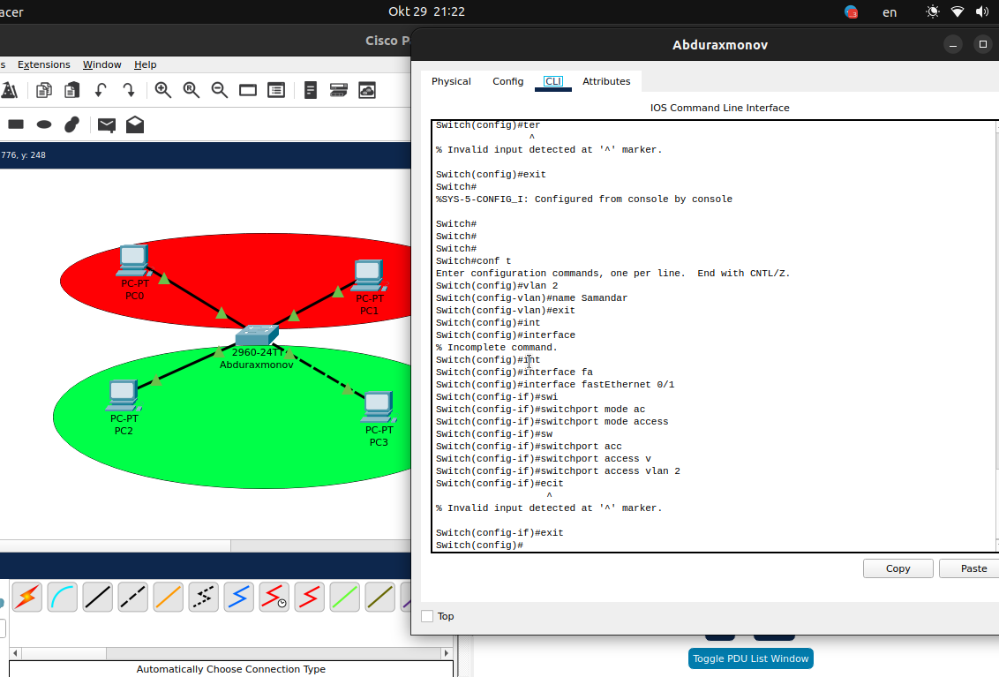 acer
Okt 29 21:22
en
Cisco P
s Extensions Window Help
776, y: 248
PC-PT
PC0
PC-PT
PC1
2960-24TT
Abduraxmonov
PC-PT
PC2
PC-PT
PC3
Automatically Choose Connection Type
Abduraxmonov
Physical Config CLI Attributes
IOS Command Line Interface
Switch(config)#ter
^
% Invalid input detected at '^' marker.
Switch(config)#exit
Switch#
%SYS-5-CONFIG_I: Configured from console by console
Switch#
Switch#
Switch#
Switch#conf t
Enter configuration commands, one per line. End with CNTL/Z.
Switch(config)#vlan 2
Switch(config-vlan)#name Samandar
Switch(config-vlan)#exit
Switch(config)#int
Switch(config)#interface
% Incomplete command.
Switch(config)#int
Switch(config)#interface fa
Switch(config)#interface fastEthernet 0/1
Switch(config-if)#swi
Switch(config-if)#switchport mode ac
Switch(config-if)#switchport mode access
Switch(config-if)#sw
Switch(config-if)#switchport acc
Switch(config-if)#switchport access v
Switch(config-if)#switchport access vlan 2
Switch(config-if)#ecit
^
% Invalid input detected at '^' marker.
Switch(config-if)#exit
Switch(config)#
Copy Paste
Top
Toggle PDU List Window